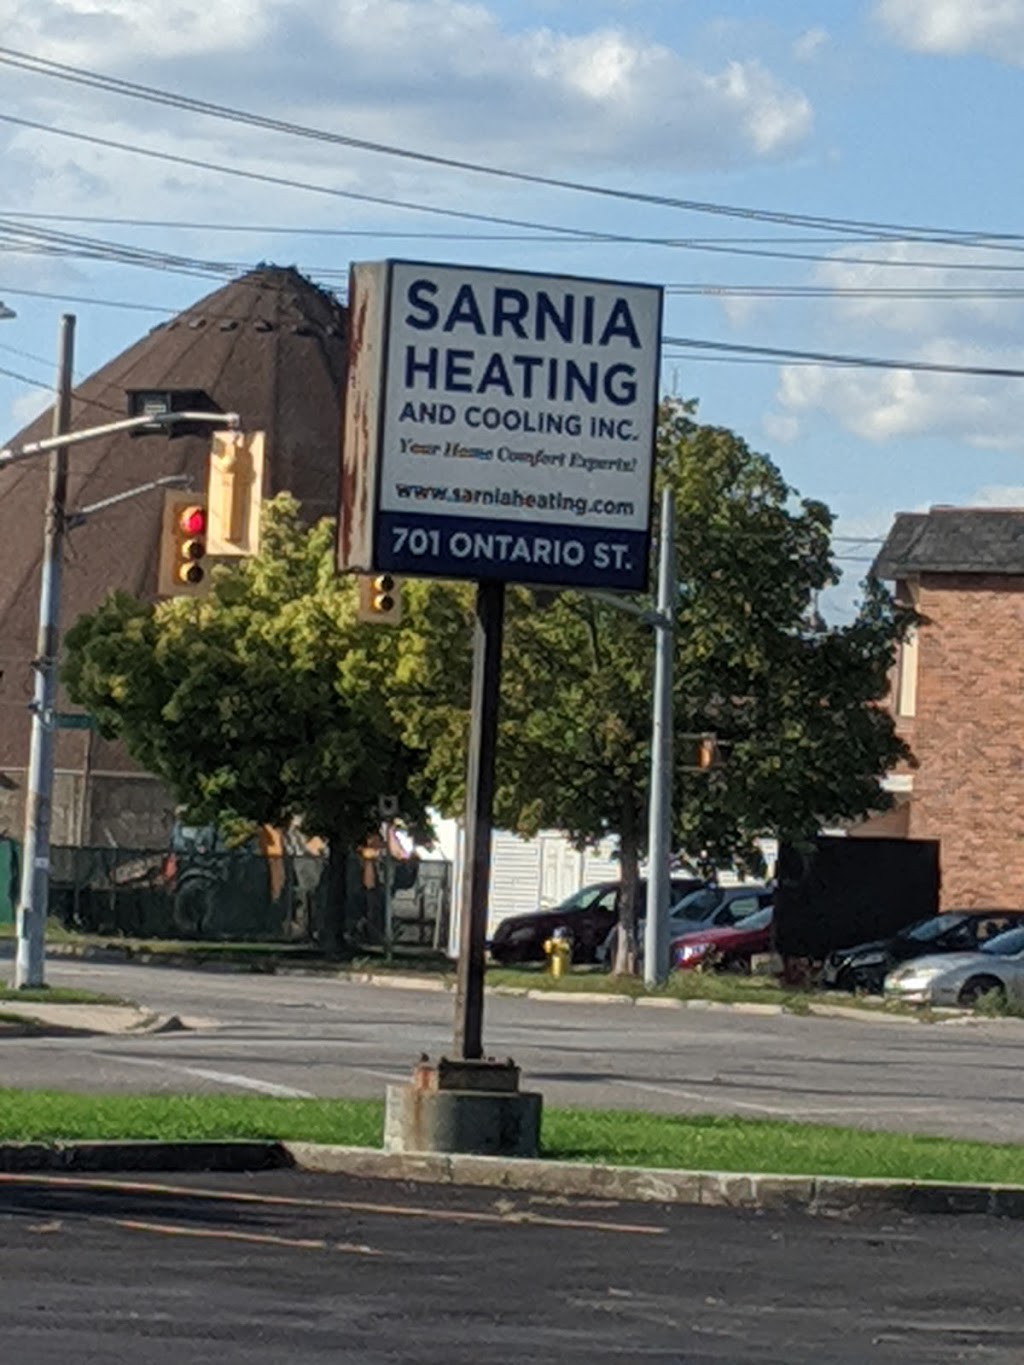 SARNIA
HEATING
AND COOLING INC.
Your Home Comfort Experts!
www.sarniaheating.com
701 ONTARIO ST.